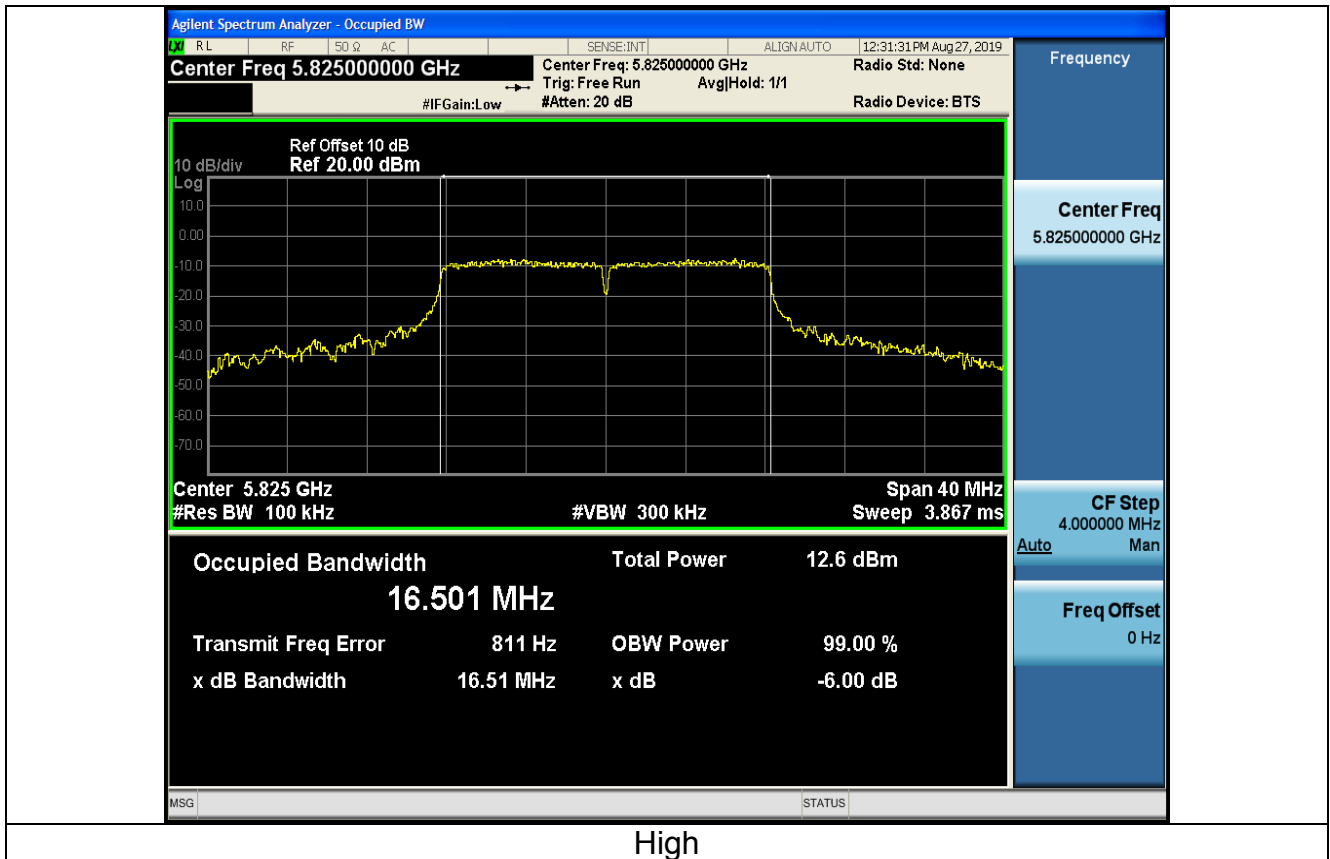 Agilent Spectrum Analyzer - Occupied BW
LXI RL RF 50 Ω AC SENSE:INT ALIGN AUTO 12:31:31 PM Aug 27, 2019
Center Freq 5.825000000 GHz
Center Freq: 5.825000000 GHz
Radio Std: None
Trig: Free Run Avg|Hold: 1/1
#IFGain:Low
#Atten: 20 dB
Radio Device: BTS
Frequency
Ref Offset 10 dB
10 dB/div Ref 20.00 dBm
Log
10.0
0.00
-10.0
-20.0
-30.0
-40.0
-50.0
-60.0
-70.0
Center 5.825 GHz Span 40 MHz
#Res BW 100 kHz #VBW 300 kHz Sweep 3.867 ms
Center Freq
5.825000000 GHz
CF Step
4.000000 MHz
Auto Man
Freq Offset
0 Hz
Occupied Bandwidth Total Power 12.6 dBm
16.501 MHz
Transmit Freq Error 811 Hz OBW Power 99.00 %
x dB Bandwidth 16.51 MHz x dB -6.00 dB
MSG STATUS
High